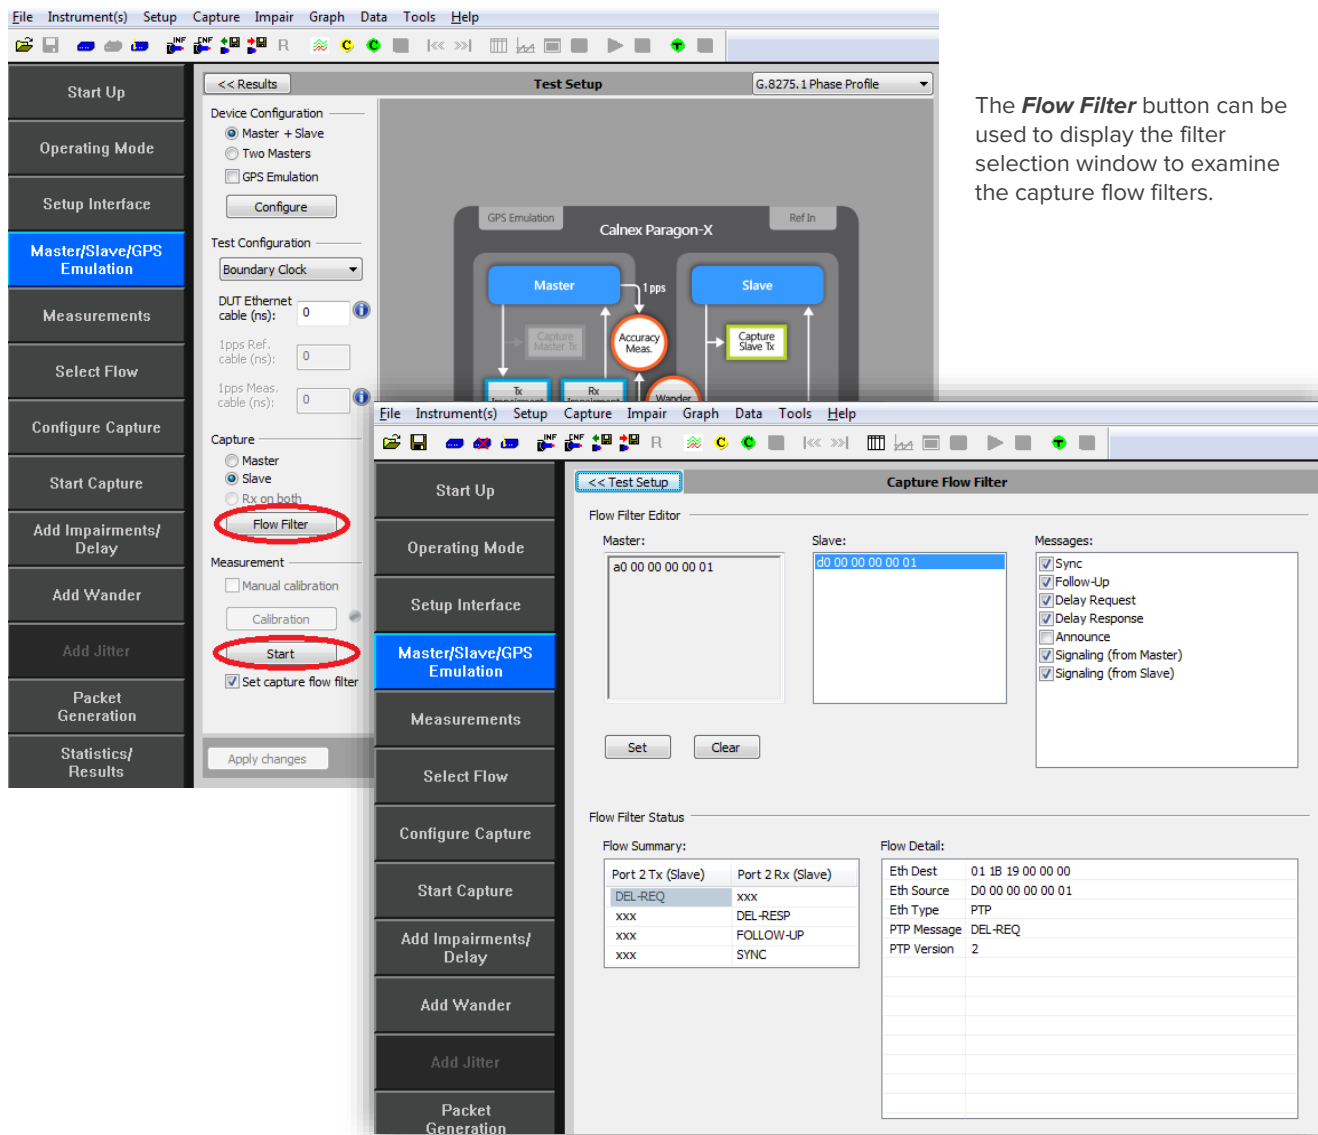 File Instrument(s) Setup Capture Impair Graph Data Tools Help
INF CNF R C C T
Start Up
Operating Mode
Setup Interface
Master/Slave/GPS
Emulation
Measurements
Select Flow
Configure Capture
Start Capture
Add Impairments/
Delay
Add Wander
Add Jitter
Packet
Generation
Statistics/
Results
<< Results
Test Setup
G.8275.1 Phase Profile
Device Configuration
Master + Slave
Two Masters
GPS Emulation
Configure
Test Configuration
Boundary Clock
DUT Ethernet
cable (ns): 0
1pps Ref.
cable (ns): 0
1pps Meas.
cable (ns): 0
Capture
Master
Slave
Rx on both
Flow Filter
Measurement
Manual calibration
Calibration
Start
Set capture flow filter
Apply changes
GPS Emulation
Ref In
Calnex Paragon-X
Master
1 pps
Slave
Capture
Master Tx
Accuracy
Meas.
Capture
Slave Tx
Tx
Impairment
Rx
Impairment
Wander
The Flow Filter button can be
used to display the filter
selection window to examine
the capture flow filters.
File Instrument(s) Setup Capture Impair Graph Data Tools Help
INF CNF R C C T
Start Up
Operating Mode
Setup Interface
Master/Slave/GPS
Emulation
Measurements
Select Flow
Configure Capture
Start Capture
Add Impairments/
Delay
Add Wander
Add Jitter
Packet
Generation
<< Test Setup
Capture Flow Filter
Flow Filter Editor
Master:
a0 00 00 00 00 01
Slave:
d0 00 00 00 00 01
Messages:
Sync
Follow-Up
Delay Request
Delay Response
Announce
Signaling (from Master)
Signaling (from Slave)
Set
Clear
Flow Filter Status
Flow Summary:
Port 2 Tx (Slave) Port 2 Rx (Slave)
DEL-REQ xxx
xxx DEL-RESP
xxx FOLLOW-UP
xxx SYNC
Flow Detail:
Eth Dest 01 1B 19 00 00 00
Eth Source D0 00 00 00 00 01
Eth Type PTP
PTP Message DEL-REQ
PTP Version 2